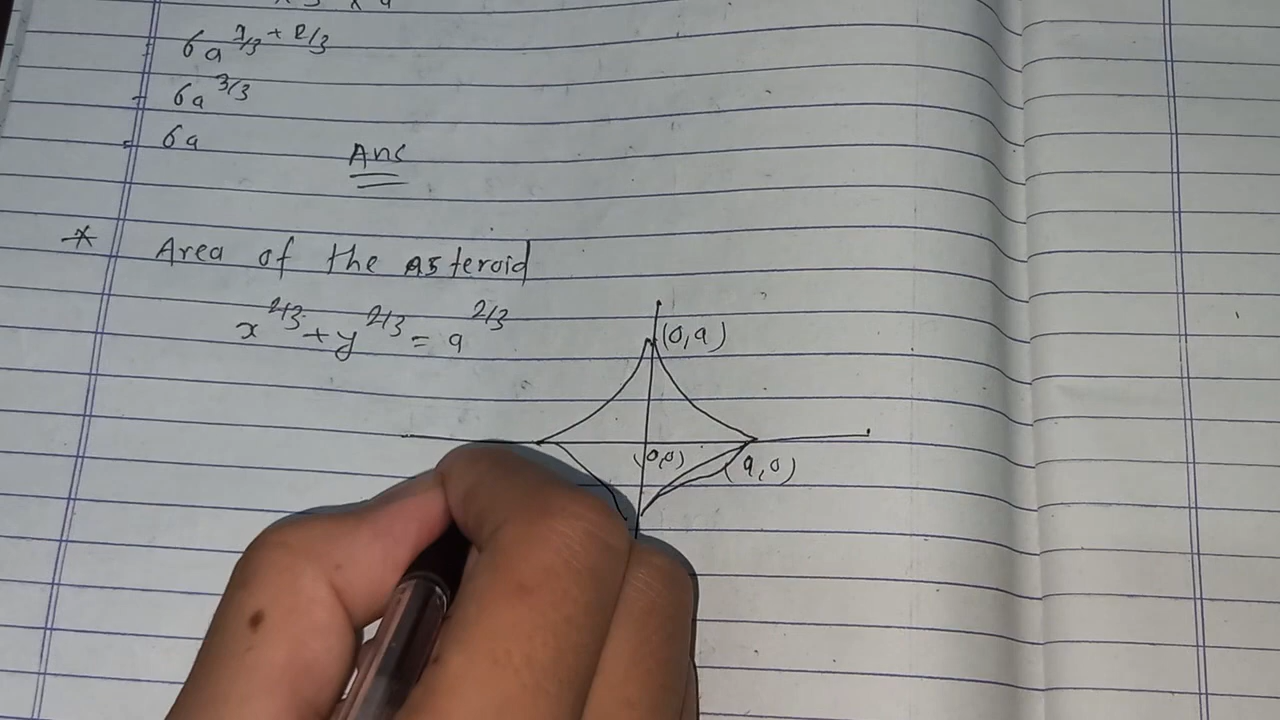 6a^1/3 + 2/3
= 6a^3/3
= 6a
Ans
* Area of the Asteroid
x^2/3 + y^2/3 = a^2/3
(0,a)
(0,0)
(a,0)